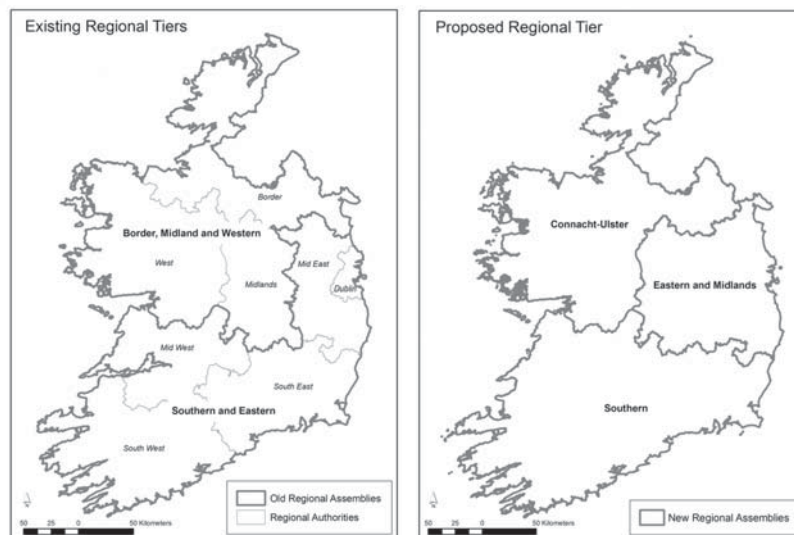 Existing Regional Tiers
Border
Border, Midland and Western
West
Mid East
Midlands
Dublin
Mid West
South East
Southern and Eastern
South West
Old Regional Assemblies
Regional Authorities
50 25 0 50 Kilometers
Proposed Regional Tier
Connacht-Ulster
Eastern and Midlands
Southern
New Regional Assemblies
50 25 0 50 Kilometers